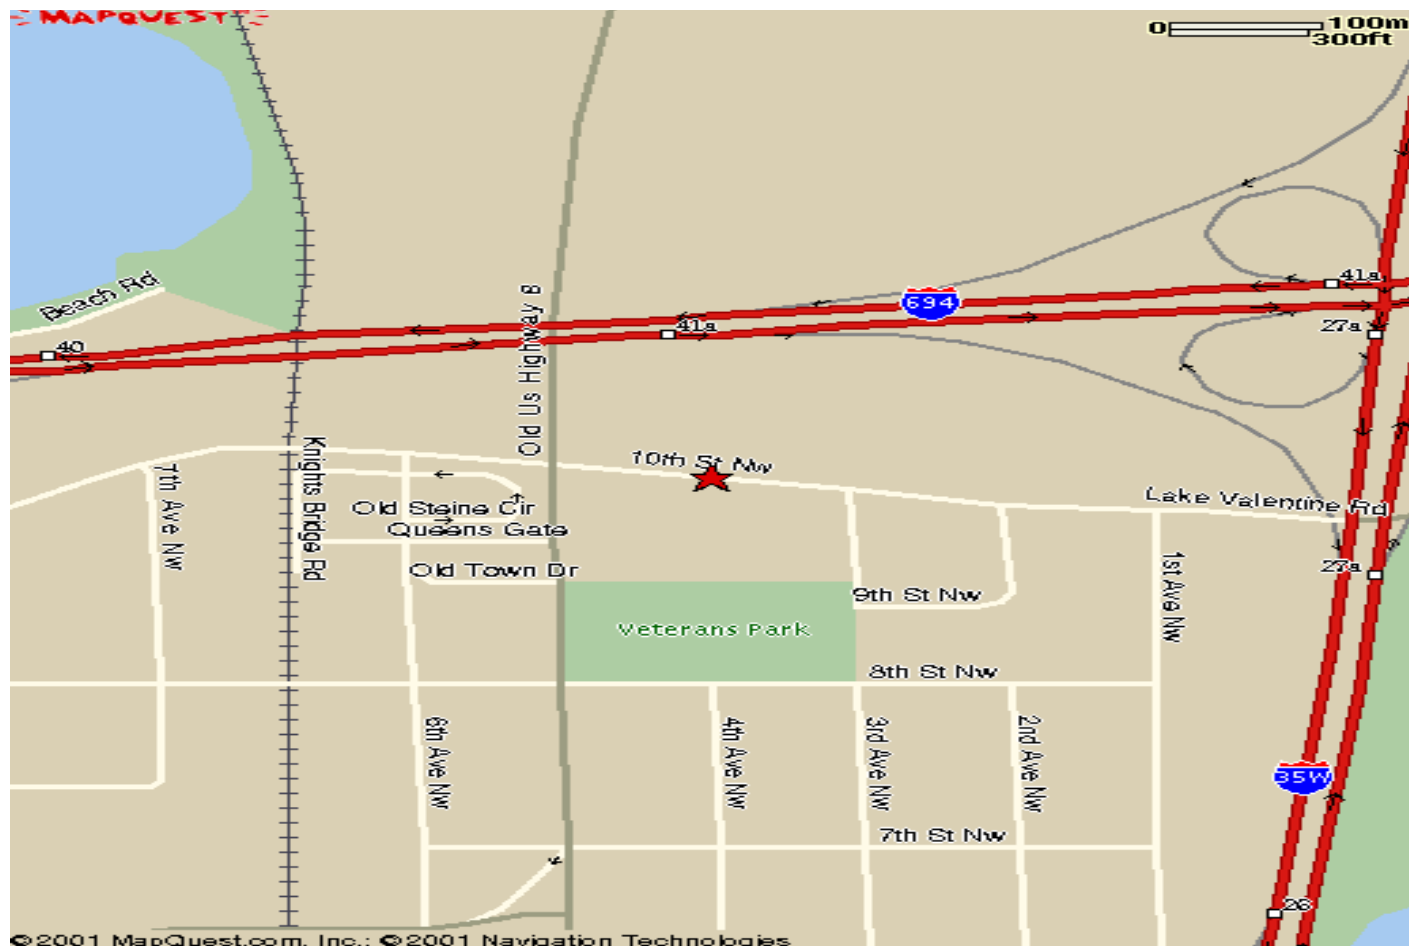 MAPQUEST
0 100m
300ft
Beach Rd
Old Us Highway 8
694
41a
41a
27a
40
10th St Nw
Knights Bridge Rd
7th Ave NW
Lake Valentine Rd
Old Steine Cir
Queens Gate
Old Town Dr
27a
1st Ave NW
9th St Nw
Veterans Park
8th St Nw
6th Ave NW
4th Ave NW
3rd Ave NW
2nd Ave NW
35W
7th St Nw
26
©2001 MapQuest.com, Inc.; ©2001 Navigation Technologies